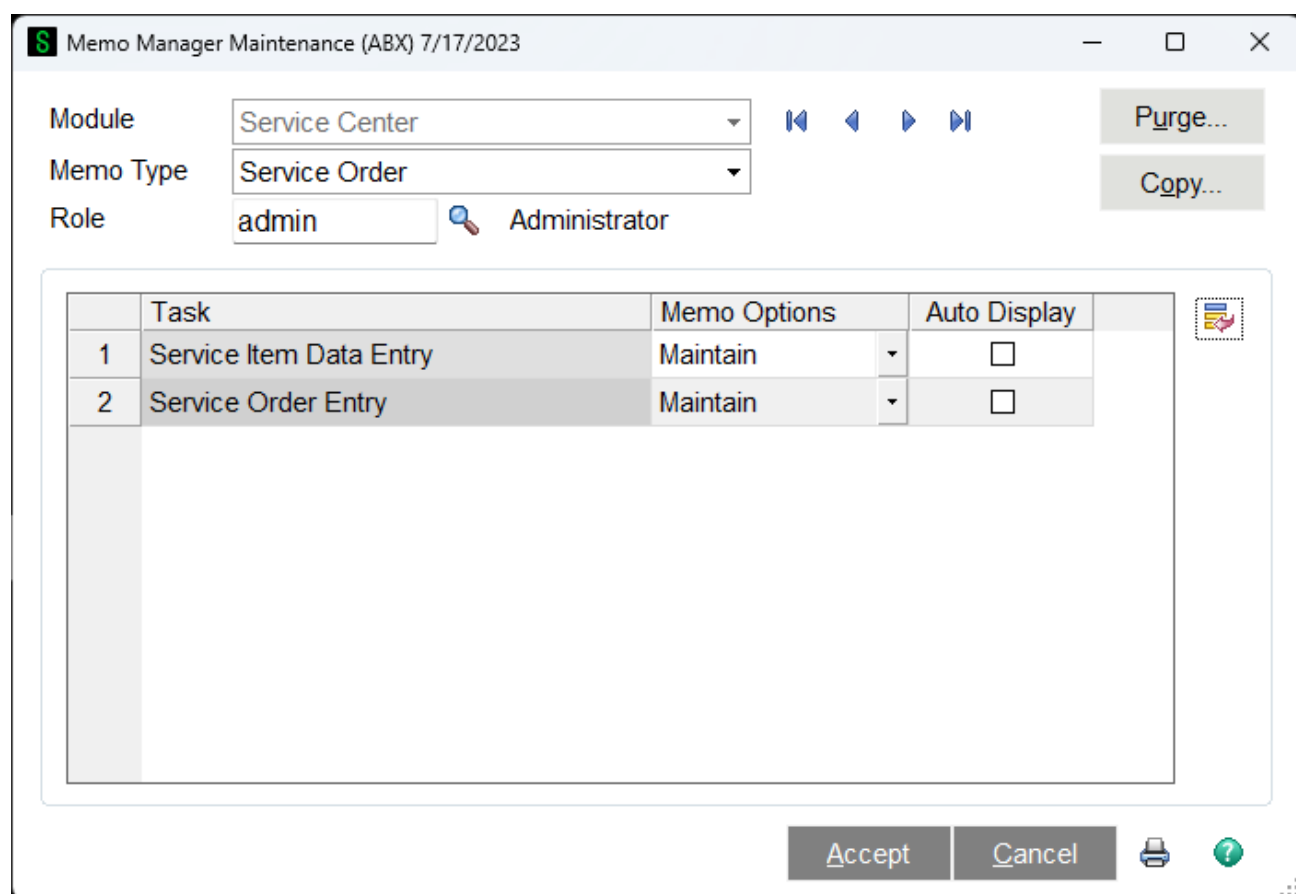 S Memo Manager Maintenance (ABX) 7/17/2023
Module Service Center Purge...
Memo Type Service Order Copy...
Role admin Administrator
Task Memo Options Auto Display
1 Service Item Data Entry Maintain
2 Service Order Entry Maintain
Accept Cancel ?